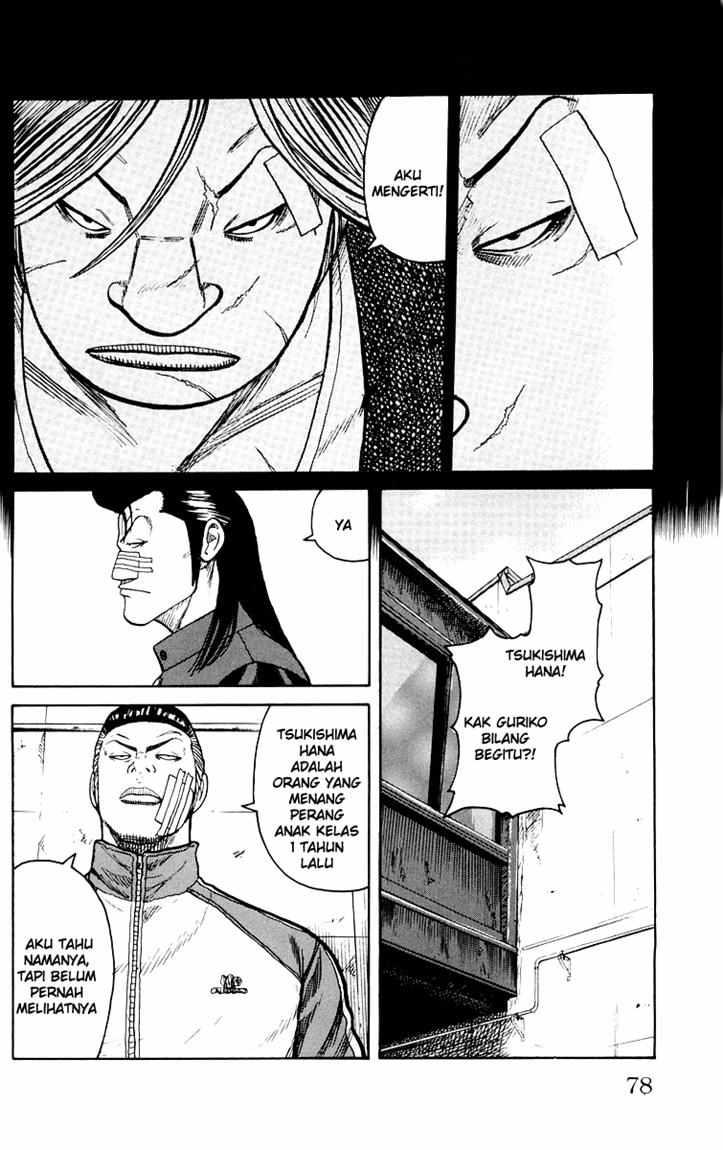 AKU
MENGERTI!
TSUKISHIMA
HANA!
KAK GURIKO
BILANG
BEGITU?!
YA
TSUKISHIMA
HANA
ADALAH
ORANG YANG
MENANG
PERANG
ANAK KELAS
1 TAHUN
LALU
AKU TAHU
NAMANYA,
TAPI BELUM
PERNAH
MELIHATNYA
78